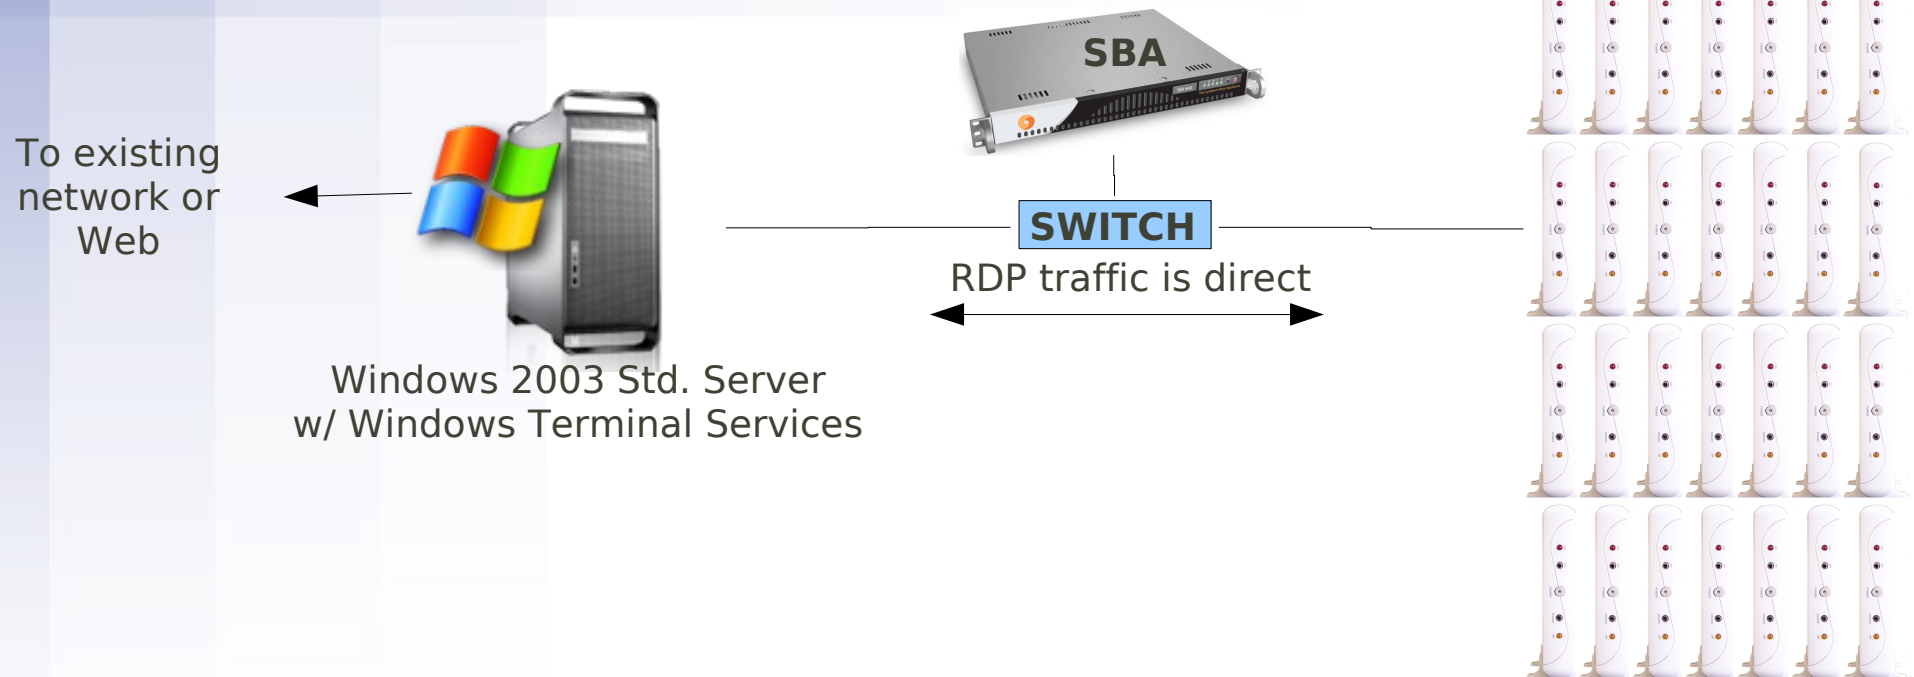 To existing
network or
Web
SBA
SWITCH
RDP traffic is direct
Windows 2003 Std. Server
w/ Windows Terminal Services